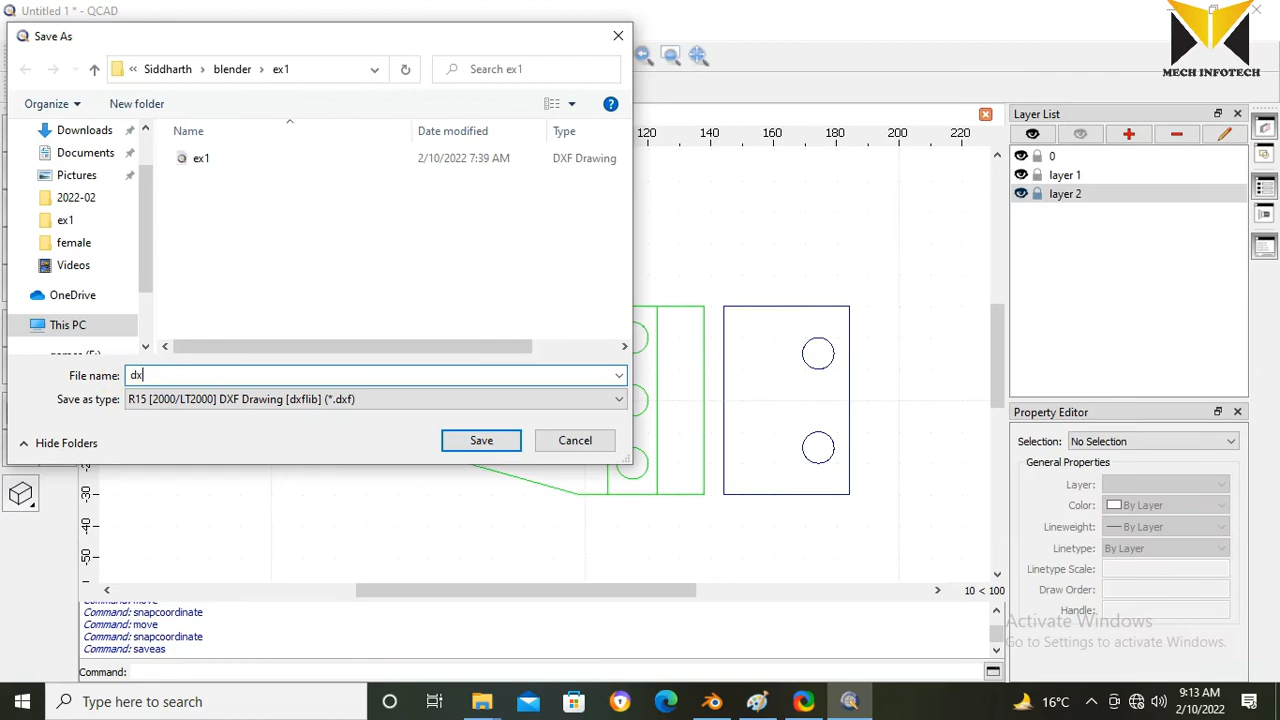 Untitled 1 * - QCAD
MECH INFOTECH
Save As
Siddharth > blender > ex1
Search ex1
Organize
New folder
Downloads
Documents
Pictures
2022-02
ex1
female
Videos
OneDrive
This PC
Name
Date modified
Type
ex1
2/10/2022 7:39 AM
DXF Drawing
File name: dx
Save as type: R15 [2000/LT2000] DXF Drawing [dxflib] (*.dxf)
Hide Folders
Save
Cancel
120 140 160 180 200 220
-30
-40
-50
Layer List
0
layer 1
layer 2
Property Editor
Selection: No Selection
General Properties
Layer:
Color: By Layer
Lineweight: By Layer
Linetype: By Layer
Linetype Scale:
Draw Order:
Handle:
10 < 100
Command: move
Command: snapcoordinate
Command: move
Command: snapcoordinate
Command: saveas
Command:
Activate Windows
Go to Settings to activate Windows.
Type here to search
16°C
9:13 AM
2/10/2022